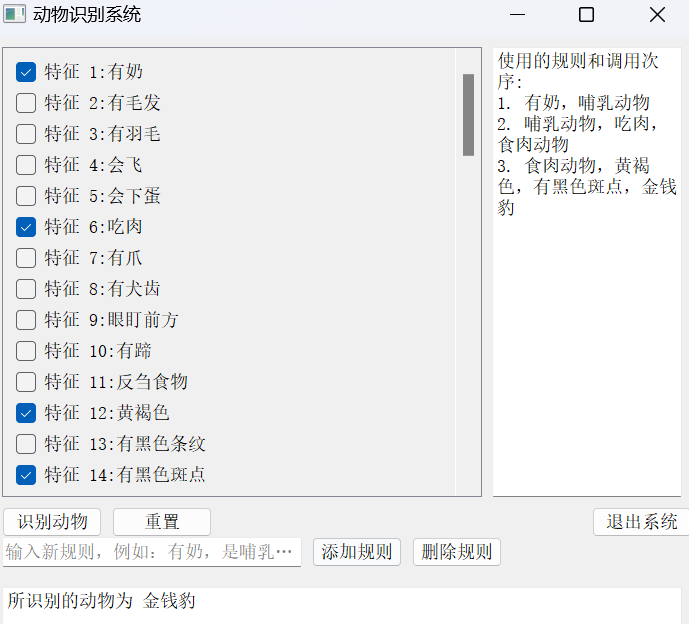 动物识别系统
特征 1:有奶
特征 2:有毛发
特征 3:有羽毛
特征 4:会飞
特征 5:会下蛋
特征 6:吃肉
特征 7:有爪
特征 8:有犬齿
特征 9:眼盯前方
特征 10:有蹄
特征 11:反刍食物
特征 12:黄褐色
特征 13:有黑色条纹
特征 14:有黑色斑点
使用的规则和调用次
序:
1. 有奶，哺乳动物
2. 哺乳动物，吃肉，
食肉动物
3. 食肉动物，黄褐
色，有黑色斑点，金钱
豹
识别动物 重置 退出系统
输入新规则，例如：有奶，是哺乳… 添加规则 删除规则
所识别的动物为 金钱豹